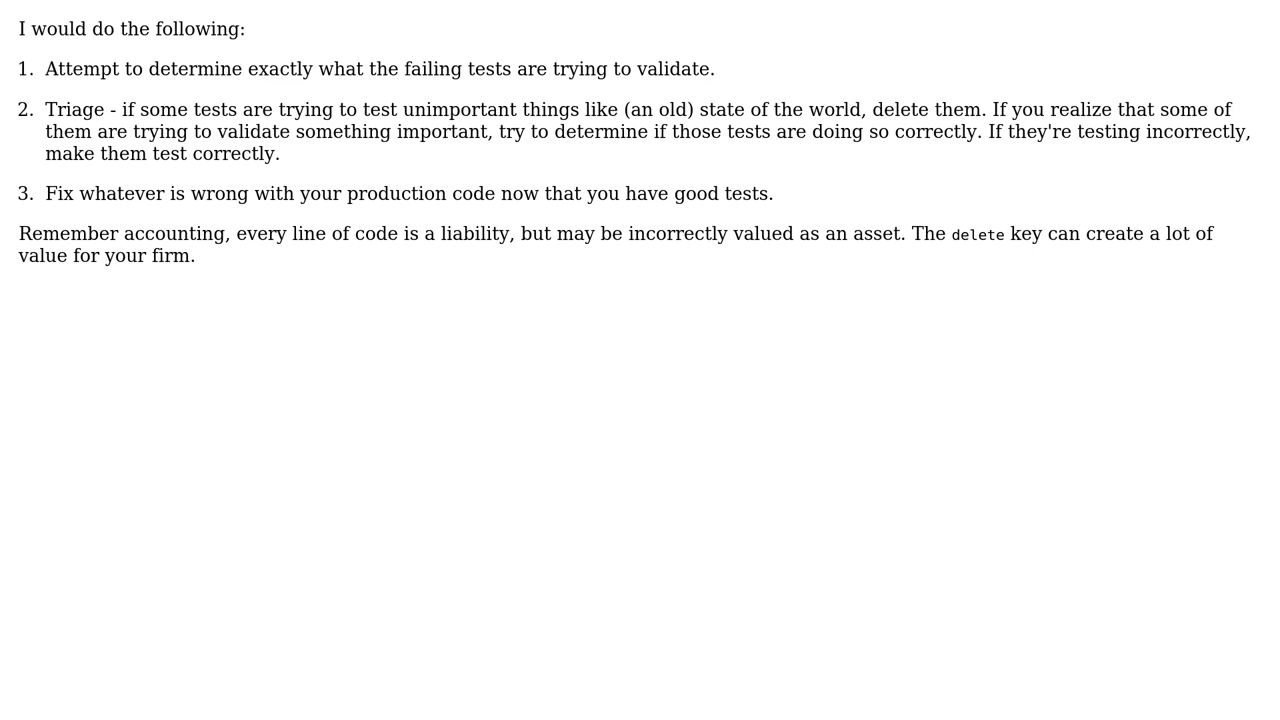 I would do the following:
1. Attempt to determine exactly what the failing tests are trying to validate.
2. Triage - if some tests are trying to test unimportant things like (an old) state of the world, delete them. If you realize that some of
them are trying to validate something important, try to determine if those tests are doing so correctly. If they're testing incorrectly,
make them test correctly.
3. Fix whatever is wrong with your production code now that you have good tests.
Remember accounting, every line of code is a liability, but may be incorrectly valued as an asset. The delete key can create a lot of
value for your firm.